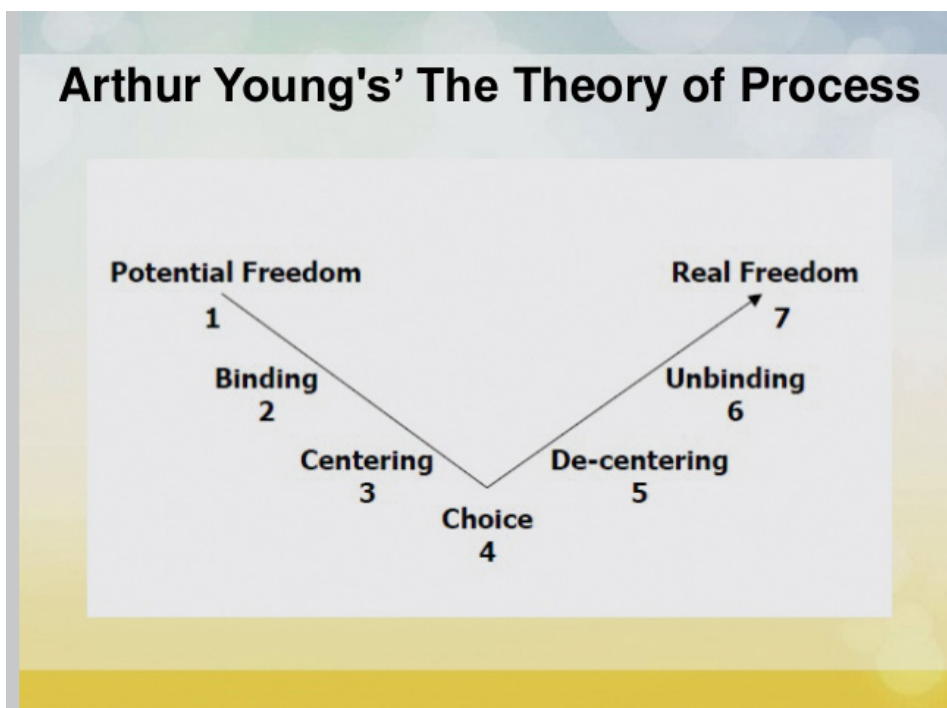 Arthur Young's’ The Theory of Process
Potential Freedom
1
Binding
2
Centering
3
Choice
4
De-centering
5
Unbinding
6
Real Freedom
7